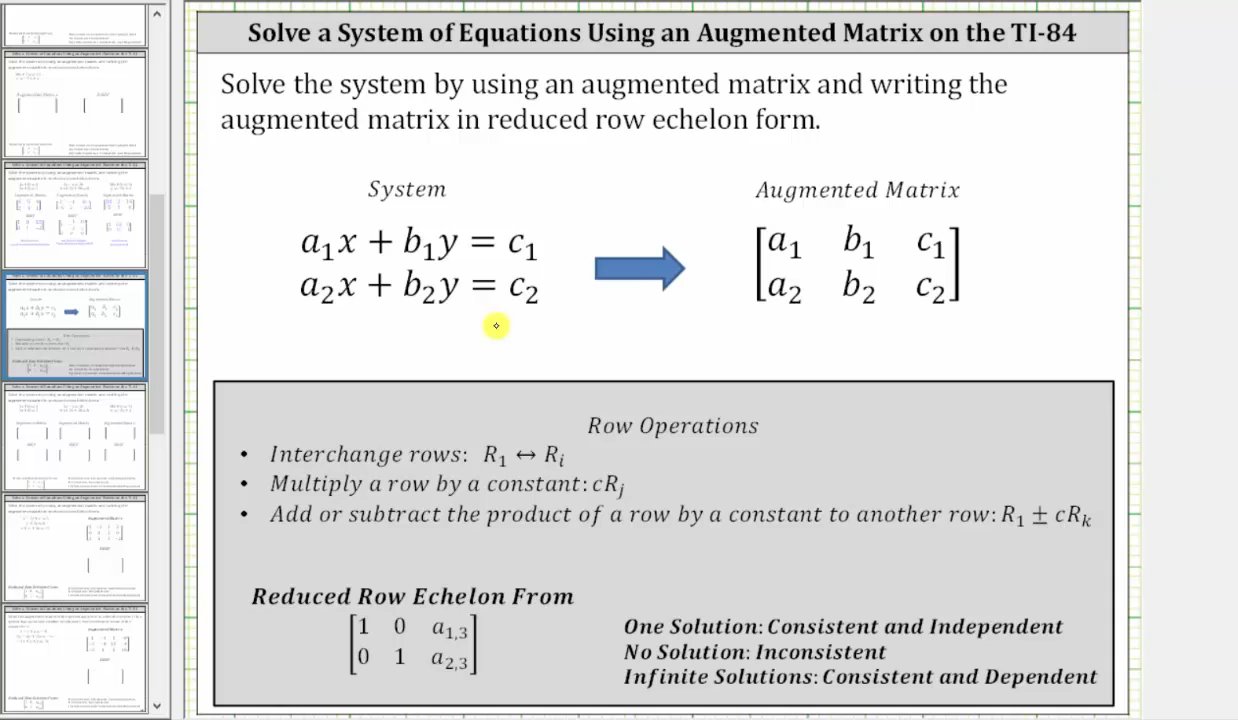 Solve a System of Equations Using an Augmented Matrix on the TI-84
Solve the system by using an augmented matrix and writing the
augmented matrix in reduced row echelon form.
System
Augmented Matrix
a₁x + b₁y = c₁
a₂x + b₂y = c₂
a₁ b₁ c₁
a₂ b₂ c₂
Row Operations
• Interchange rows: R₁ ↔ Rᵢ
• Multiply a row by a constant: cRⱼ
• Add or subtract the product of a row by a constant to another row: R₁ ± cRₖ
Reduced Row Echelon From
1 0 a₁,₃
0 1 a₂,₃
One Solution: Consistent and Independent
No Solution: Inconsistent
Infinite Solutions: Consistent and Dependent